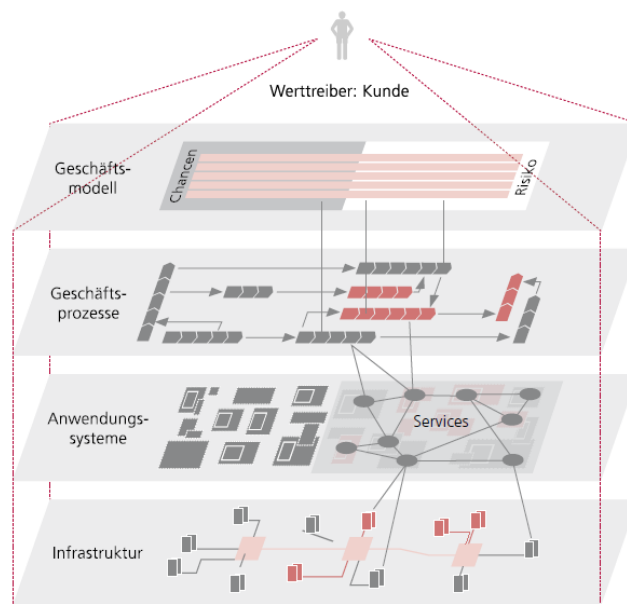 Werttreiber: Kunde
Geschäfts-
modell
Chancen
Risiko
Geschäfts-
prozesse
Anwendungs-
systeme
Services
Infrastruktur